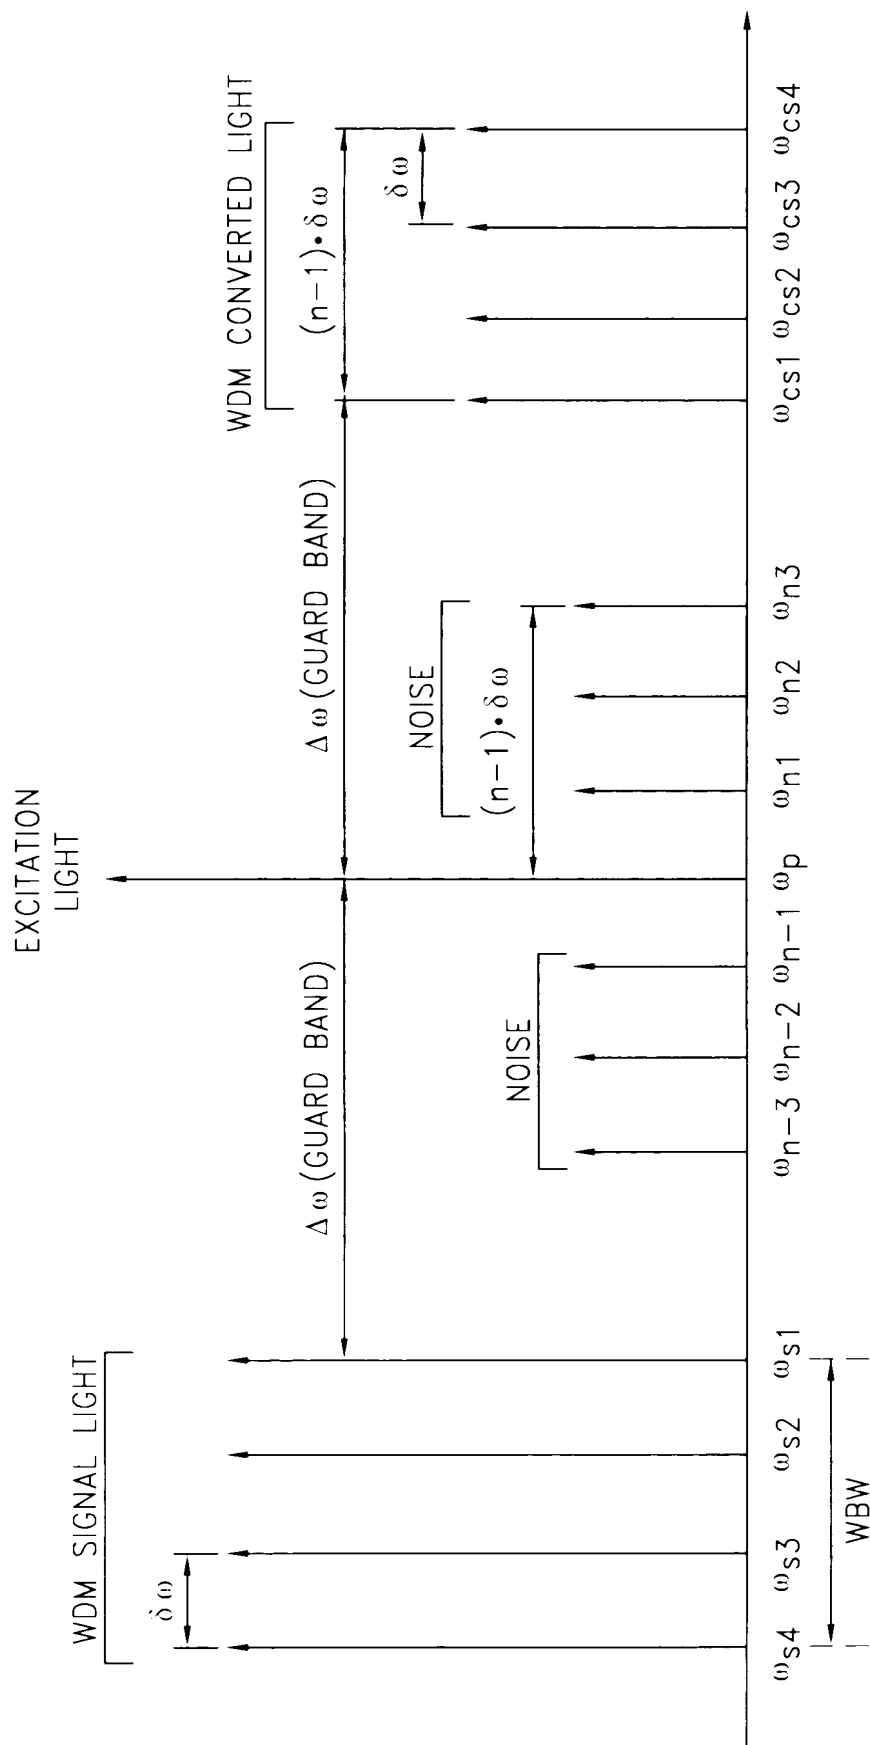 EXCITATION
LIGHT
WDM SIGNAL LIGHT
WDM CONVERTED LIGHT
δω
Δω(GUARD BAND)
Δω(GUARD BAND)
(n−1)•δω
δω
NOISE
NOISE
(n−1)•δω
ωs4 ωs3 ωs2 ωs1 ωn−3 ωn−2 ωn−1 ωp ωn1 ωn2 ωn3 ωcs1 ωcs2 ωcs3 ωcs4
WBW